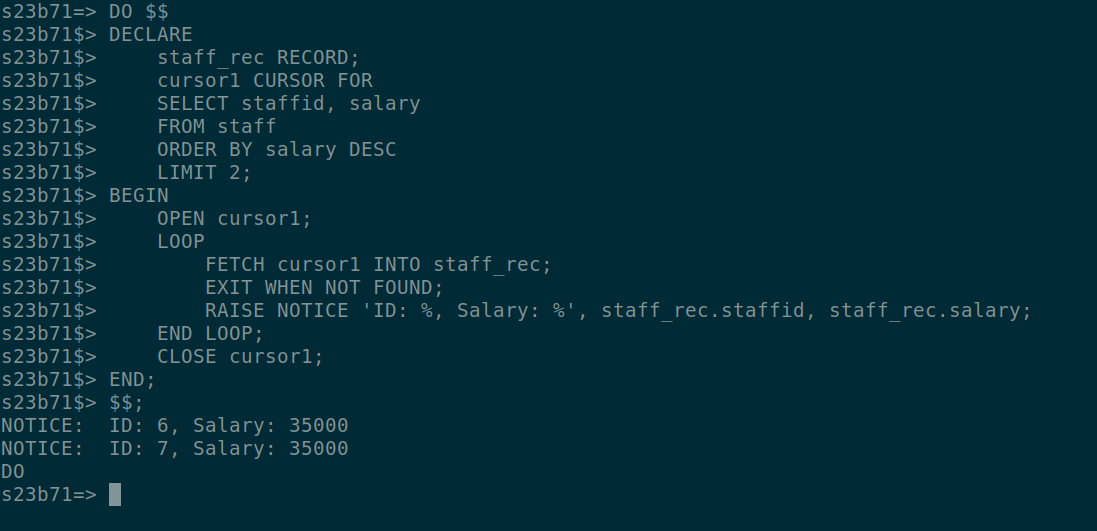 s23b71=> DO $$
s23b71$> DECLARE
s23b71$>     staff_rec RECORD;
s23b71$>     cursor1 CURSOR FOR
s23b71$>     SELECT staffid, salary
s23b71$>     FROM staff
s23b71$>     ORDER BY salary DESC
s23b71$>     LIMIT 2;
s23b71$> BEGIN
s23b71$>     OPEN cursor1;
s23b71$>     LOOP
s23b71$>         FETCH cursor1 INTO staff_rec;
s23b71$>         EXIT WHEN NOT FOUND;
s23b71$>         RAISE NOTICE 'ID: %, Salary: %', staff_rec.staffid, staff_rec.salary;
s23b71$>     END LOOP;
s23b71$>     CLOSE cursor1;
s23b71$> END;
s23b71$> $$;
NOTICE:  ID: 6, Salary: 35000
NOTICE:  ID: 7, Salary: 35000
DO
s23b71=>